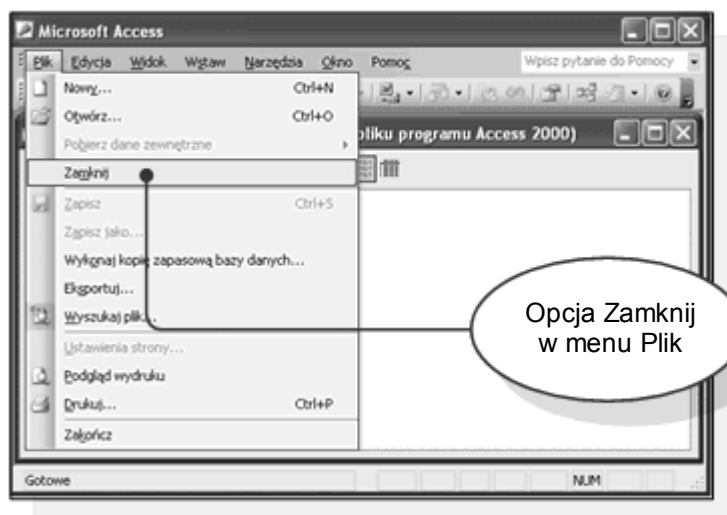 Microsoft Access
Plik Edycja Widok Wstaw Narzędzia Okno Pomoc Wpisz pytanie do Pomocy
Nowy... Ctrl+N
Otwórz... Ctrl+O
Pobierz dane zewnętrzne
pliku programu Access 2000)
Zamknij
Zapisz Ctrl+S
Zapisz jako...
Wykonaj kopię zapasową bazy danych...
Eksportuj...
Wyszukaj plik...
Opcja Zamknij
w menu Plik
Ustawienia strony...
Podgląd wydruku
Drukuj... Ctrl+P
Zakończ
Gotowe NUM